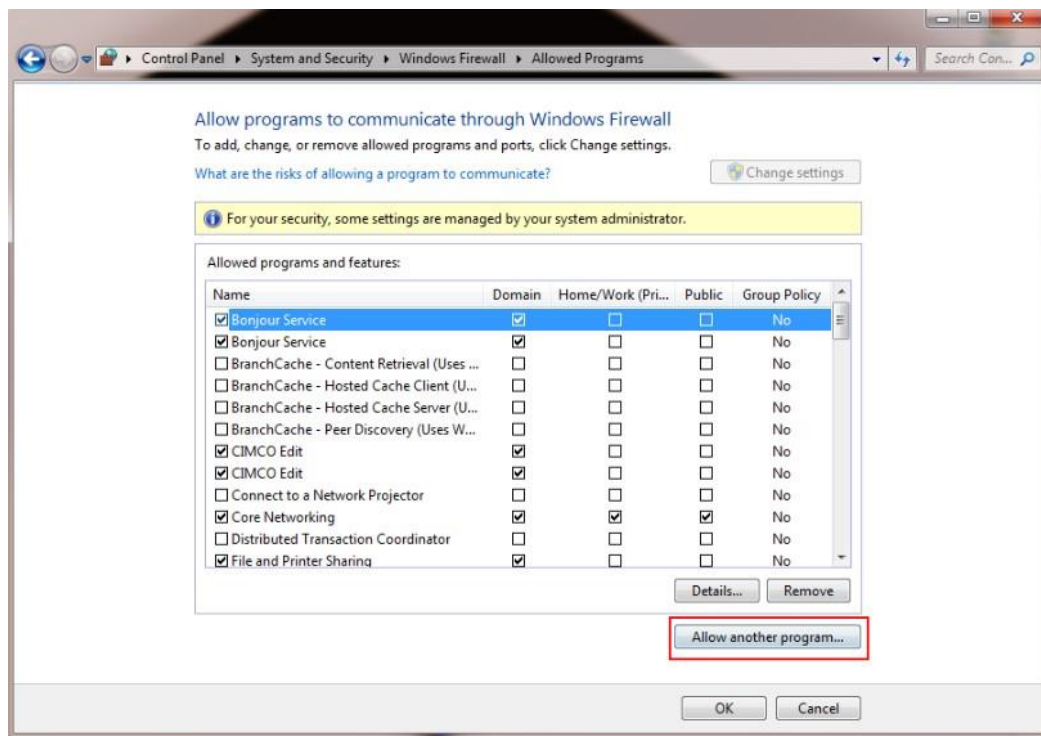 Control Panel System and Security Windows Firewall Allowed Programs Search Con...
Allow programs to communicate through Windows Firewall
To add, change, or remove allowed programs and ports, click Change settings.
What are the risks of allowing a program to communicate? Change settings
For your security, some settings are managed by your system administrator.
Allowed programs and features:
Name Domain Home/Work (Pri... Public Group Policy
Bonjour Service No
Bonjour Service No
BranchCache - Content Retrieval (Uses ... No
BranchCache - Hosted Cache Client (U... No
BranchCache - Hosted Cache Server (U... No
BranchCache - Peer Discovery (Uses W... No
CIMCO Edit No
CIMCO Edit No
Connect to a Network Projector No
Core Networking No
Distributed Transaction Coordinator No
File and Printer Sharing No
Details... Remove
Allow another program...
OK Cancel